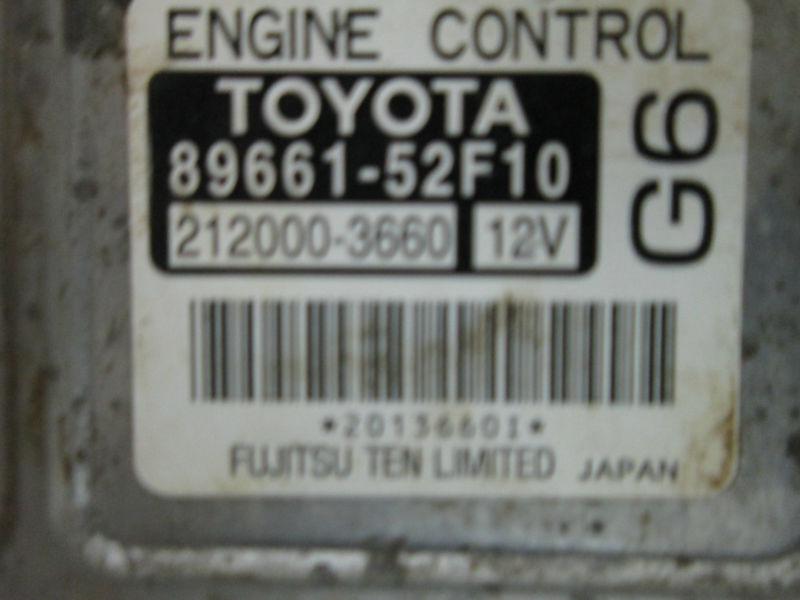 ENGINE CONTROL
TOYOTA
89661-52F10
212000-3660 12V
G6
*20136601*
FUJITSU TEN LIMITED JAPAN